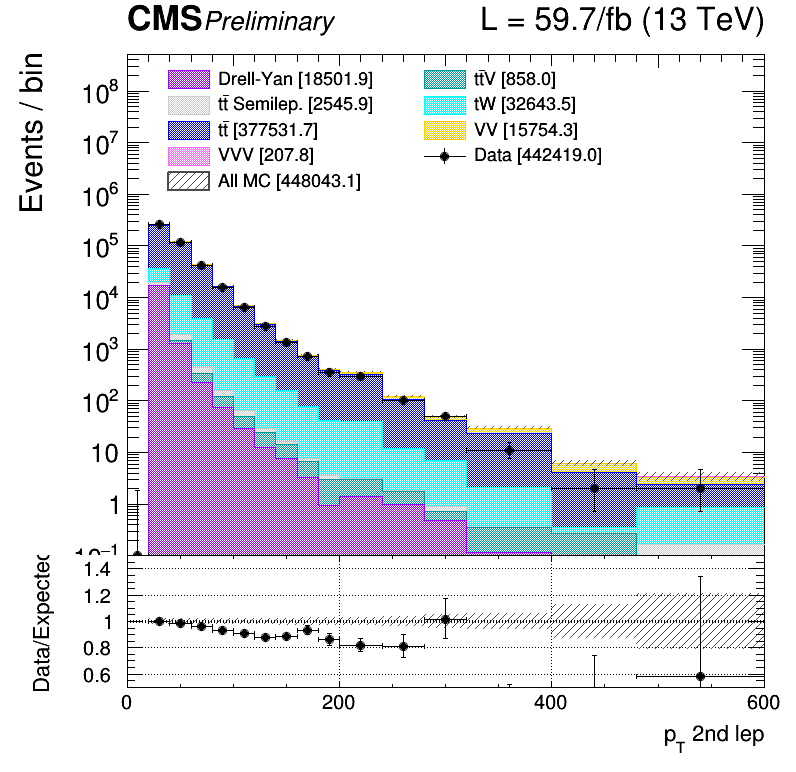 CMS Preliminary L = 59.7/fb (13 TeV)
Events / bin
Drell-Yan [18501.9]
tt̄ Semilep. [2545.9]
tt̄ [377531.7]
VVV [207.8]
All MC [448043.1]
tt̄V [858.0]
tW [32643.5]
VV [15754.3]
Data [442419.0]
10⁸
10⁷
10⁶
10⁵
10⁴
10³
10²
10
1
10⁻¹
Data/Expected
1.4
1.2
1
0.8
0.6
0 200 400 600
p_T 2nd lep